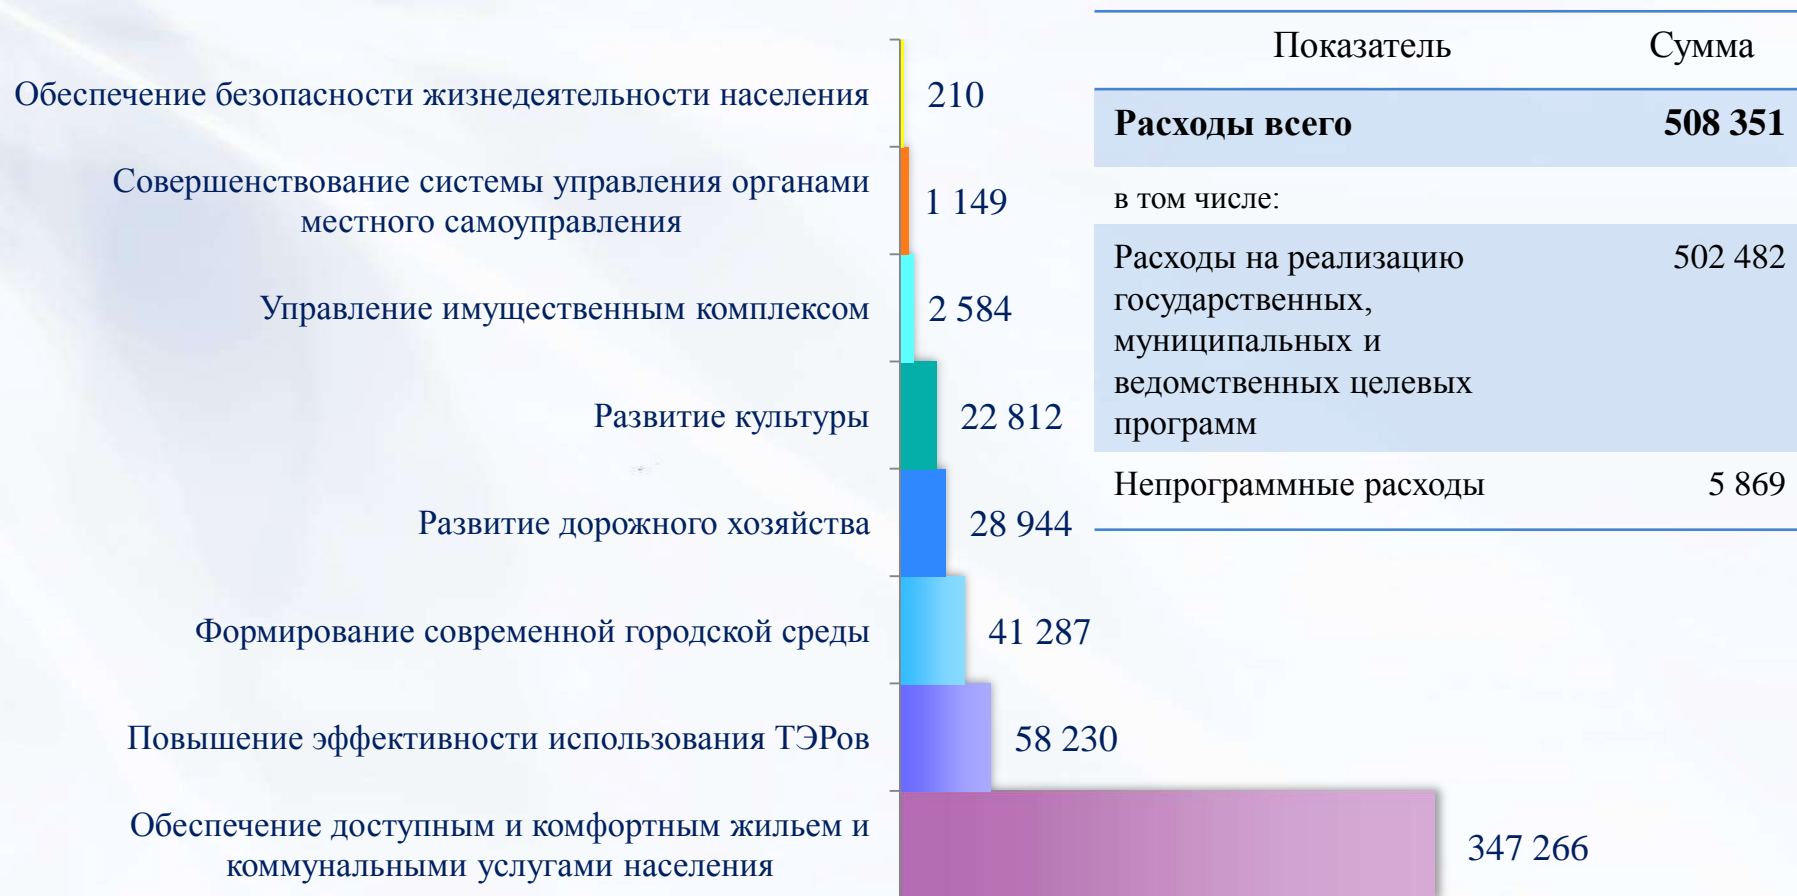 Обеспечение безопасности жизнедеятельности населения
210
Совершенствование системы управления органами
местного самоуправления
1 149
Управление имущественным комплексом
2 584
Развитие культуры
22 812
Развитие дорожного хозяйства
28 944
Формирование современной городской среды
41 287
Повышение эффективности использования ТЭРов
58 230
Обеспечение доступным и комфортным жильем и
коммунальными услугами населения
347 266
Показатель Сумма
Расходы всего 508 351
в том числе:
Расходы на реализацию 502 482
государственных,
муниципальных и
ведомственных целевых
программ
Непрограммные расходы 5 869